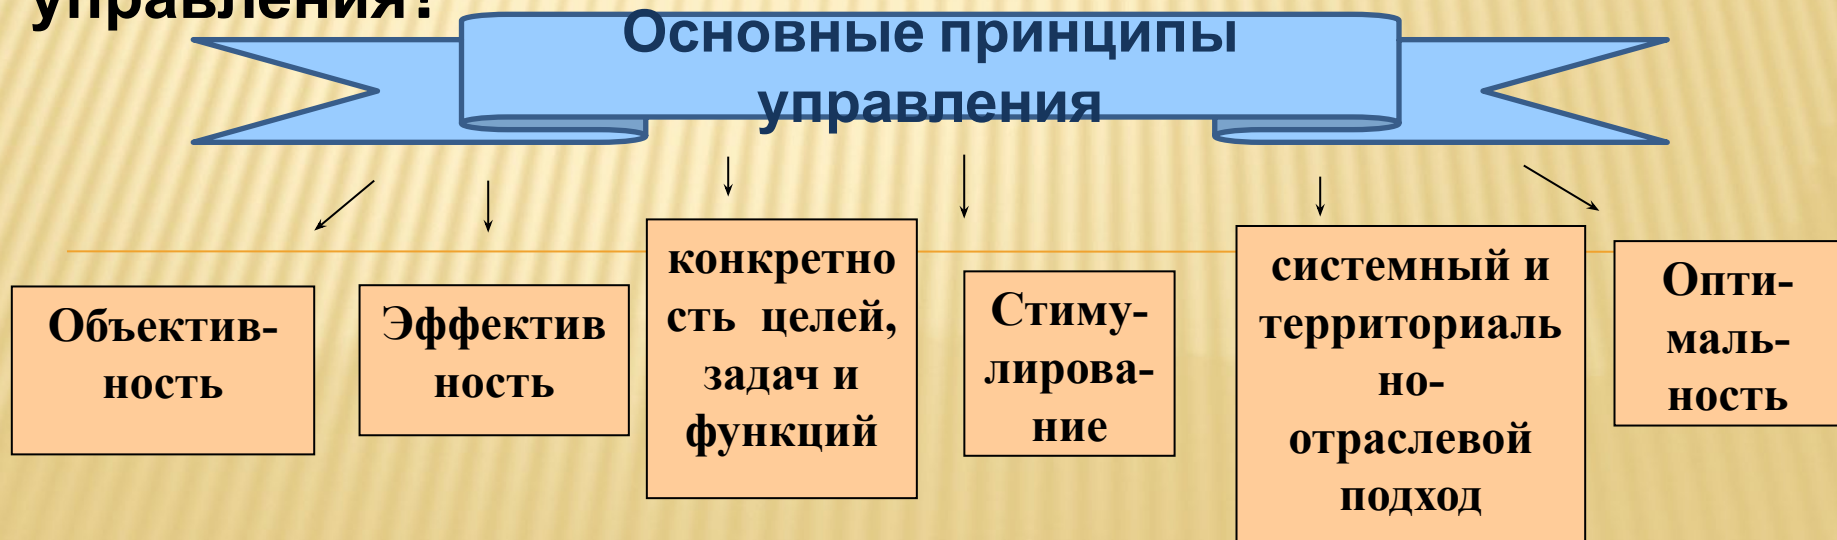 управления?
Основные принципы
управления
Объектив-
ность
Эффектив
ность
конкретно
сть целей,
задач и
функций
Стиму-
лирова-
ние
системный и
территориаль
но-
отраслевой
подход
Опти-
маль-
ность